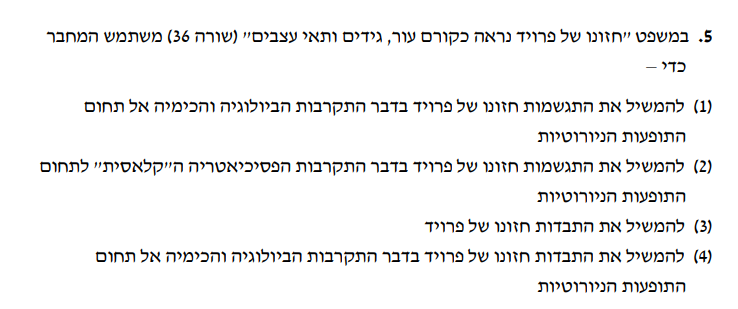 5. במשפט ״חזונו של פרויד נראה כקורם עור, גידים ותאי עצבים״ (שורה 36) משתמש המחבר
כדי –
(1) להמשיל את התגשמות חזונו של פרויד בדבר התקרבות הביולוגיה והכימיה אל תחום
התופעות הניורוטיות
(2) להמשיל את התגשמות חזונו של פרויד בדבר התקרבות הפסיכיאטריה ה״קלאסית״ לתחום
התופעות הניורוטיות
(3) להמשיל את התבדות חזונו של פרויד
(4) להמשיל את התבדות חזונו של פרויד בדבר התקרבות הביולוגיה והכימיה אל תחום
התופעות הניורוטיות